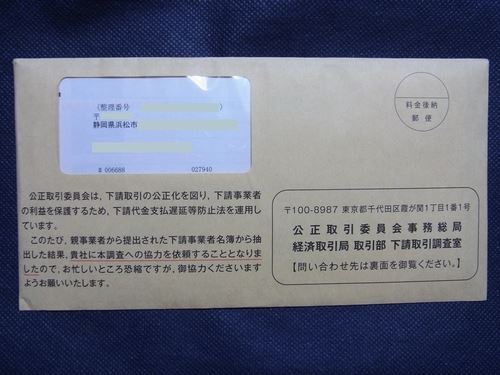 料金後納
郵便
(整理番号
〒
静岡県浜松市
006688 027940
公正取引委員会は、下請取引の公正化を図り、下請事業者
の利益を保護するため、下請代金支払遅延等防止法を運用し
ています。
このたび、親事業者から提出された下請事業者名簿から抽
出した結果、貴社に本調査への協力を依頼することとなりま
したので、お忙しいところ恐縮ですが、御協力くださいます
ようお願いいたします。
〒100-8987 東京都千代田区霞が関1丁目1番1号
公正取引委員会事務総局
経済取引局 取引部 下請取引調査室
【問い合わせ先は裏面を御覧ください。】